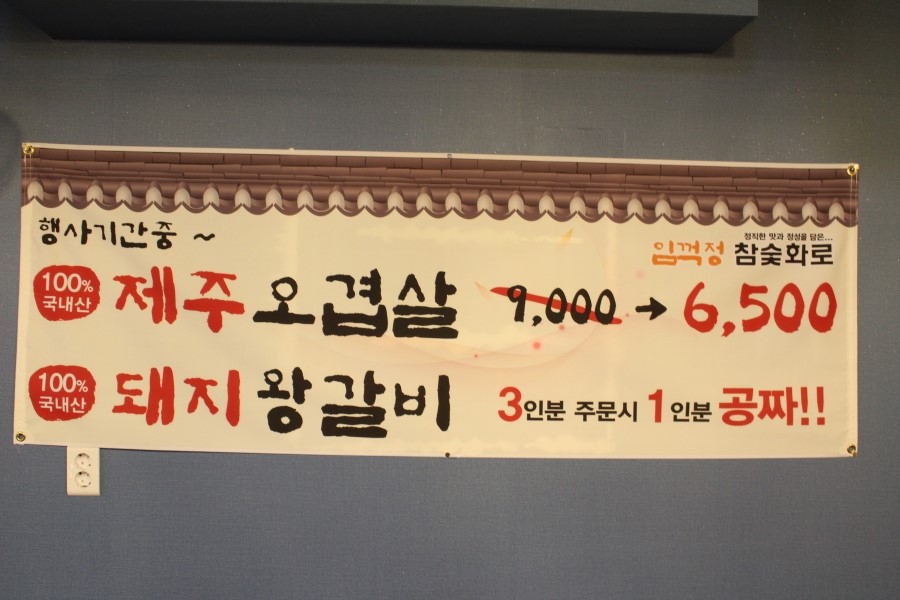 행사기간중 ~
정직한 맛과 정성을 담은...
임꺽정 참숯화로
100% 국내산 제주오겹살 9,000 → 6,500
100% 국내산 돼지왕갈비 3인분 주문시 1인분 공짜!!